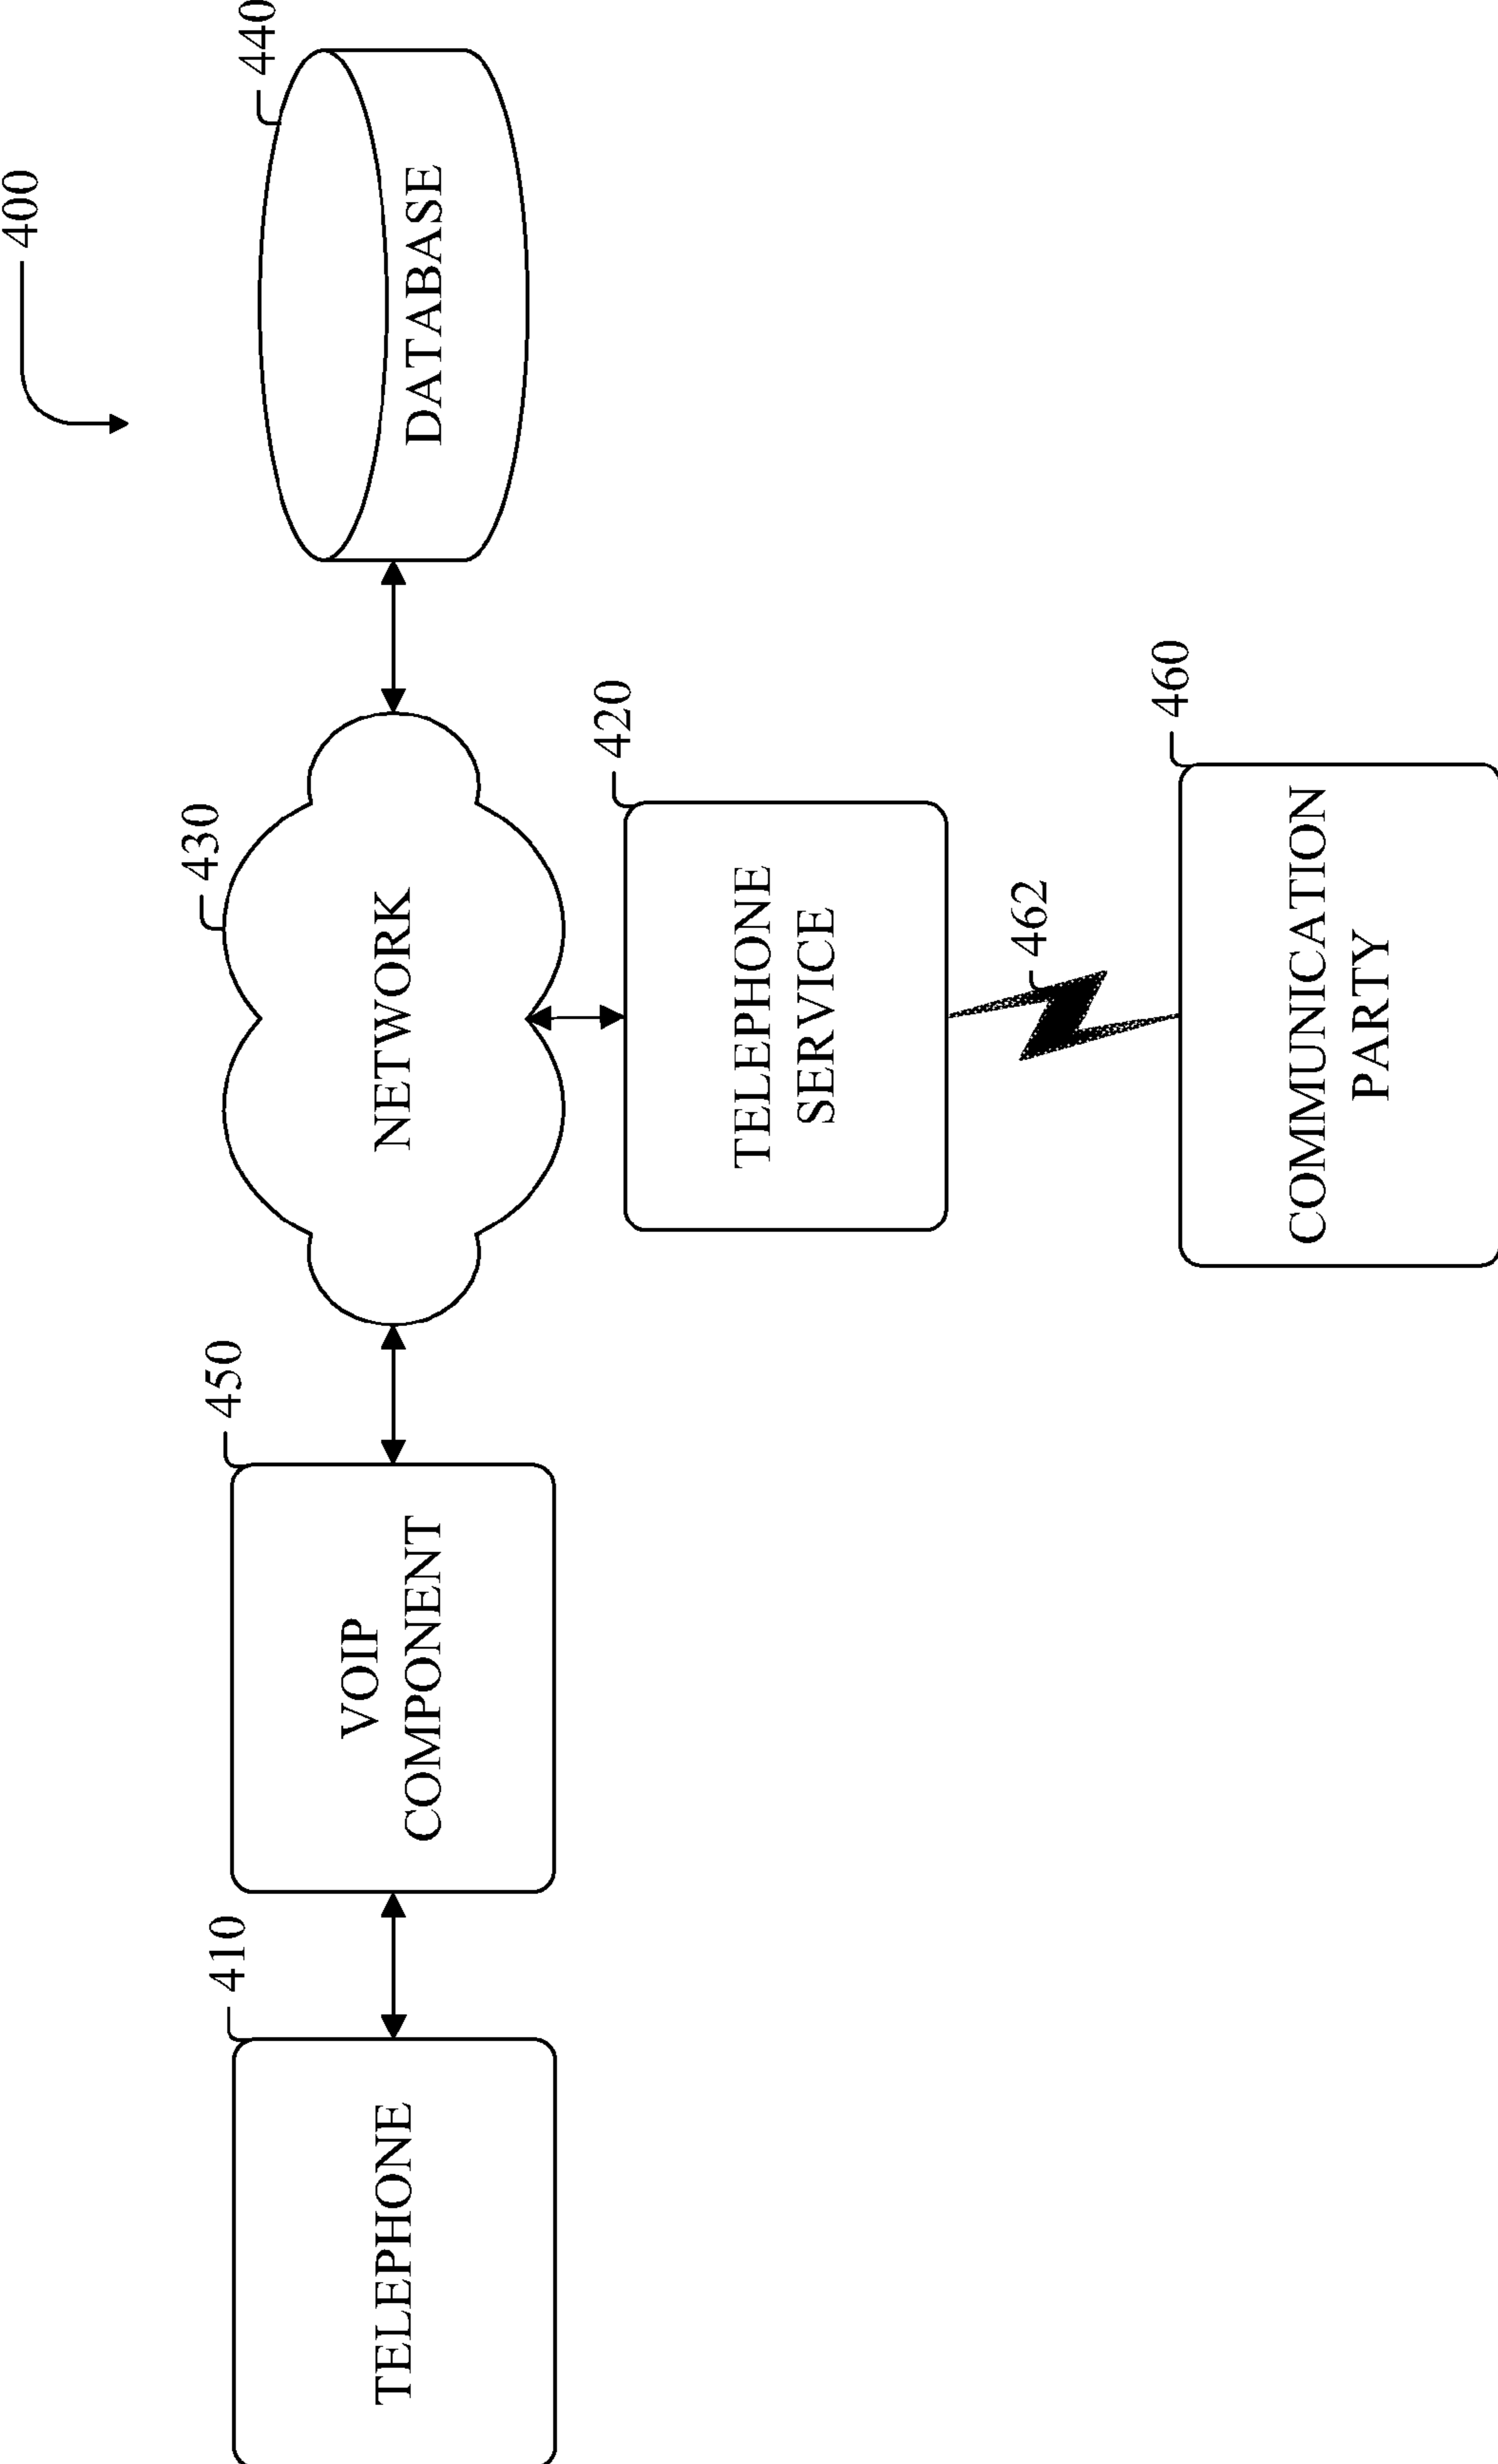 400
410
TELEPHONE
450
VOIP
COMPONENT
430
NETWORK
440
DATABASE
420
TELEPHONE
SERVICE
462
460
COMMUNICATION
PARTY